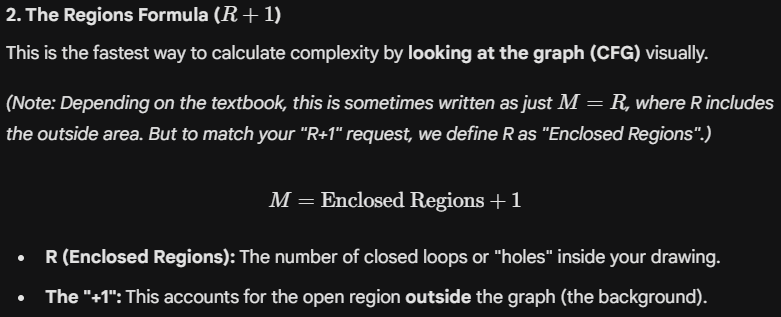 2. The Regions Formula (R + 1)
This is the fastest way to calculate complexity by looking at the graph (CFG) visually.
(Note: Depending on the textbook, this is sometimes written as just M = R, where R includes
the outside area. But to match your "R+1" request, we define R as "Enclosed Regions".)
M = Enclosed Regions + 1
• R (Enclosed Regions): The number of closed loops or "holes" inside your drawing.
• The "+1": This accounts for the open region outside the graph (the background).